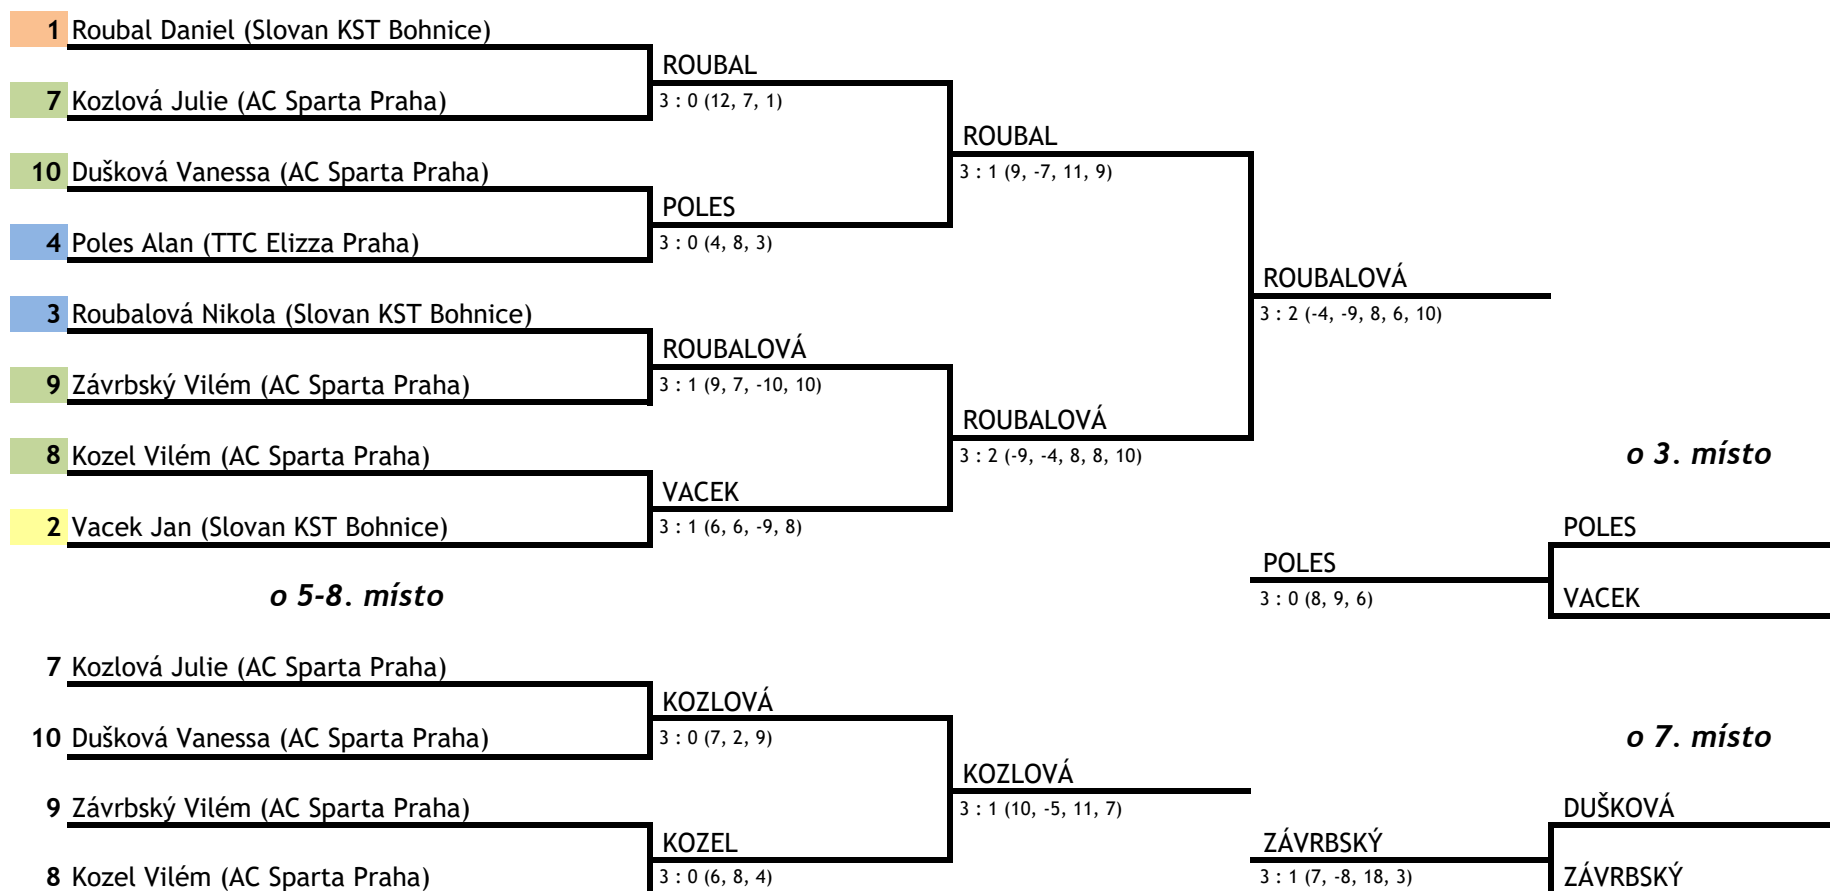 1 Roubal Daniel (Slovan KST Bohnice)
ROUBAL
7 Kozlová Julie (AC Sparta Praha)
3 : 0 (12, 7, 1)
ROUBAL
10 Dušková Vanessa (AC Sparta Praha)
3 : 1 (9, -7, 11, 9)
POLES
4 Poles Alan (TTC Elizza Praha)
3 : 0 (4, 8, 3)
ROUBALOVÁ
3 Roubalová Nikola (Slovan KST Bohnice)
3 : 2 (-4, -9, 8, 6, 10)
ROUBALOVÁ
9 Závrbský Vilém (AC Sparta Praha)
3 : 1 (9, 7, -10, 10)
ROUBALOVÁ
8 Kozel Vilém (AC Sparta Praha)
3 : 2 (-9, -4, 8, 8, 10)
o 3. místo
VACEK
2 Vacek Jan (Slovan KST Bohnice)
3 : 1 (6, 6, -9, 8)
POLES
POLES
o 5-8. místo
3 : 0 (8, 9, 6)
VACEK
7 Kozlová Julie (AC Sparta Praha)
KOZLOVÁ
10 Dušková Vanessa (AC Sparta Praha)
3 : 0 (7, 2, 9)
o 7. místo
KOZLOVÁ
9 Závrbský Vilém (AC Sparta Praha)
3 : 1 (10, -5, 11, 7)
DUŠKOVÁ
KOZEL
ZÁVRBSKÝ
8 Kozel Vilém (AC Sparta Praha)
3 : 0 (6, 8, 4)
3 : 1 (7, -8, 18, 3)
ZÁVRBSKÝ